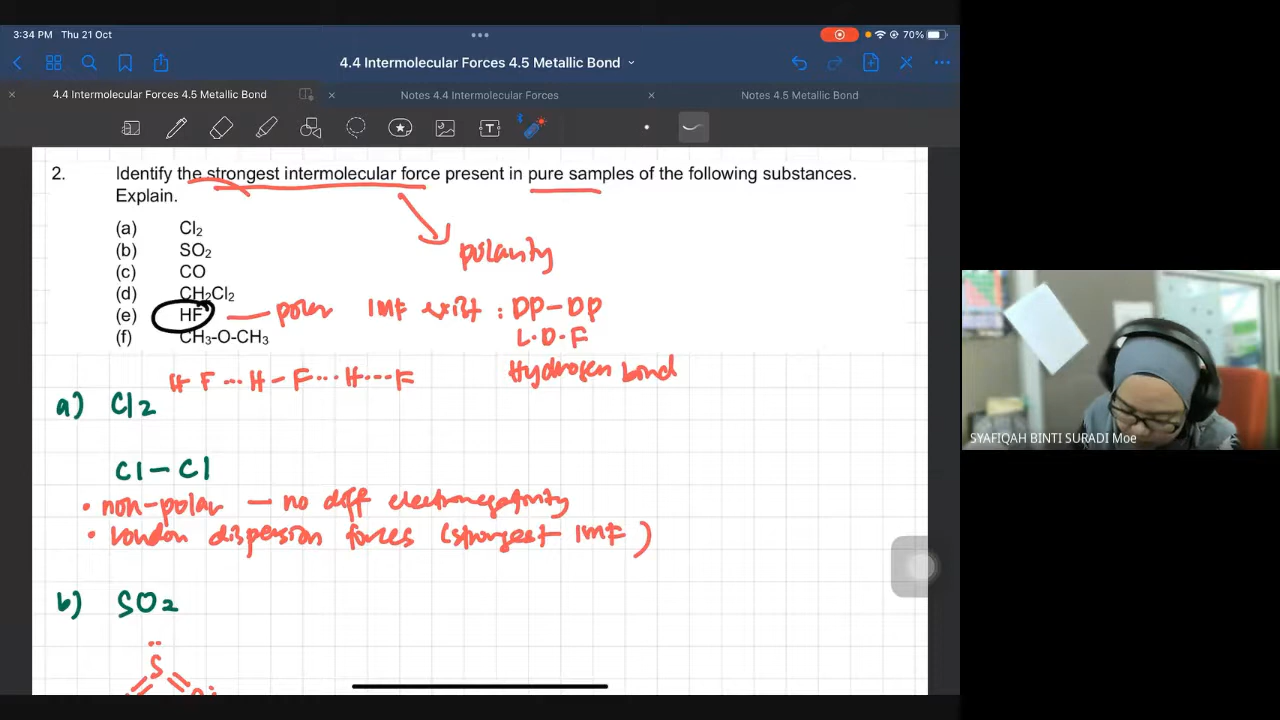 3:34 PM Thu 21 Oct
70%
4.4 Intermolecular Forces 4.5 Metallic Bond
4.4 Intermolecular Forces 4.5 Metallic Bond
Notes 4.4 Intermolecular Forces
Notes 4.5 Metallic Bond
2. Identify the strongest intermolecular force present in pure samples of the following substances.
Explain.
(a) Cl₂
(b) SO₂
polarity
(c) CO
(d) CH₂Cl₂
(e) HF — polar IMF exist : DP-DP
L.D.F
(f) CH₃-O-CH₃
Hydrogen bond
H F ... H - F ... H ... F
a) Cl₂
Cl - Cl
• non-polar — no diff electronegativity
• London dispersion forces (strongest IMF)
SYAFIQAH BINTI SURADI Moe
b) SO₂
S